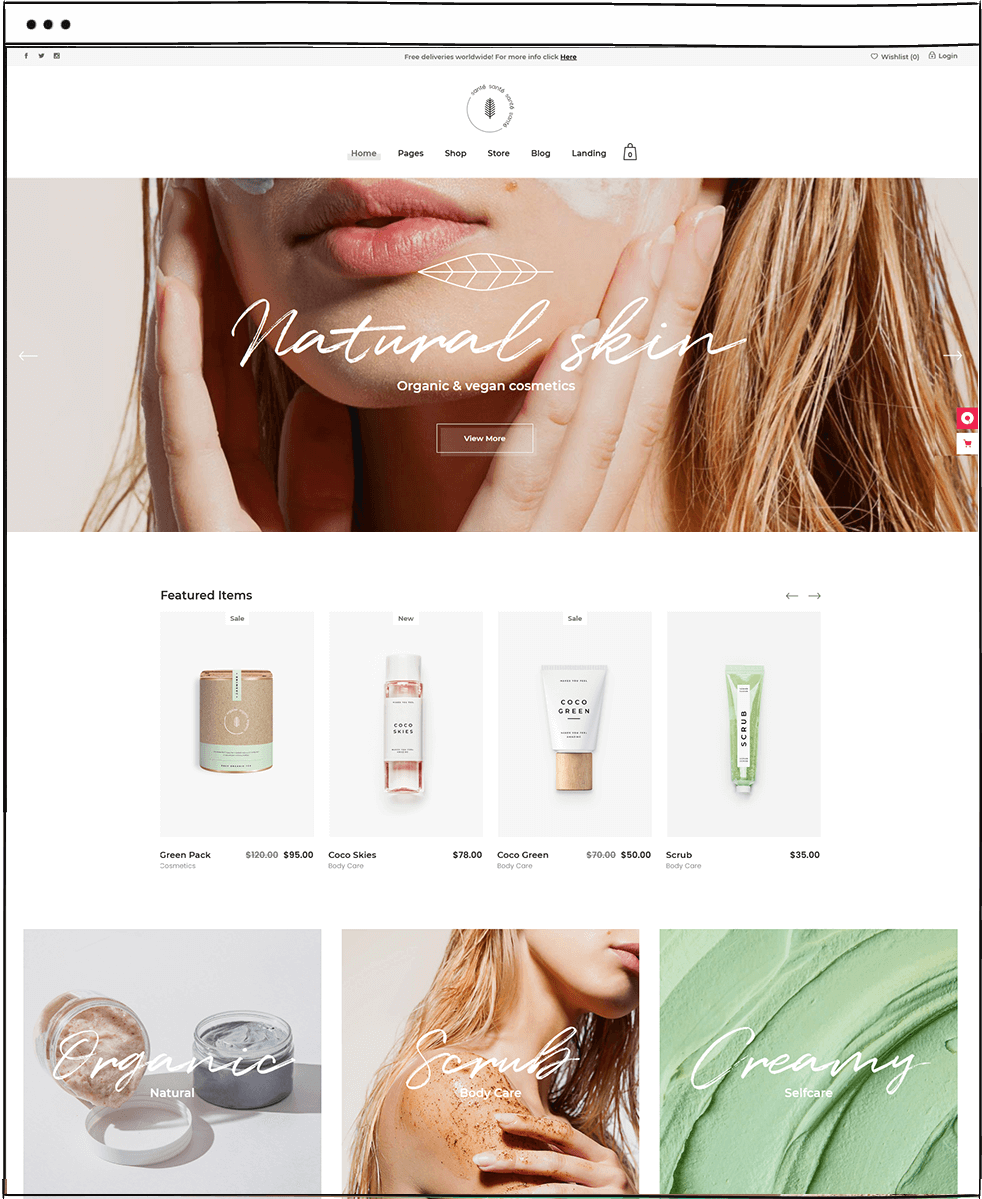 Free deliveries worldwide! For more info click Here
Wishlist (0)
Login
santé santé santé santé
Home
Pages
Shop
Store
Blog
Landing
0
Natural skin
Organic & vegan cosmetics
View More
Featured Items
Sale
New
Sale
COCO
SKIES
COCO
GREEN
SCRUB
Green Pack
$120.00 $95.00
Cosmetics
Coco Skies
$78.00
Body Care
Coco Green
$70.00 $50.00
Body Care
Scrub
$35.00
Body Care
Organic
Natural
Scrub
Body Care
Creamy
Selfcare